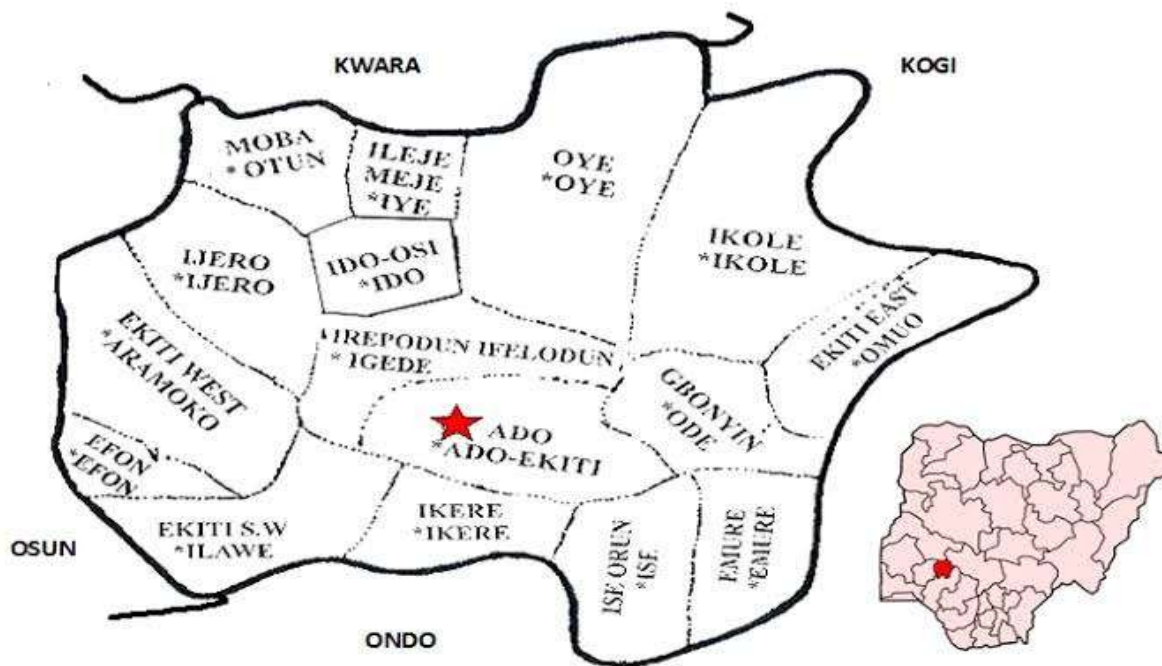 KWARA
KOGI
MOBA
*OTUN
ILEJE
MEJE
*IYE
OYE
*OYE
IKOLE
*IKOLE
IJERO
*IJERO
IDO-OSI
*IDO
EKITI EAST
*OMUO
IREPODUN IFELODUN
* IGEDE
EKITI WEST
*ARAMOKO
GBONYIN
*ODE
ADO
*ADO-EKITI
EFON
*EFON
EKITI S.W
*ILAWE
IKERE
*IKERE
ISE ORUN
*ISE
EMURE
*EMURE
OSUN
ONDO